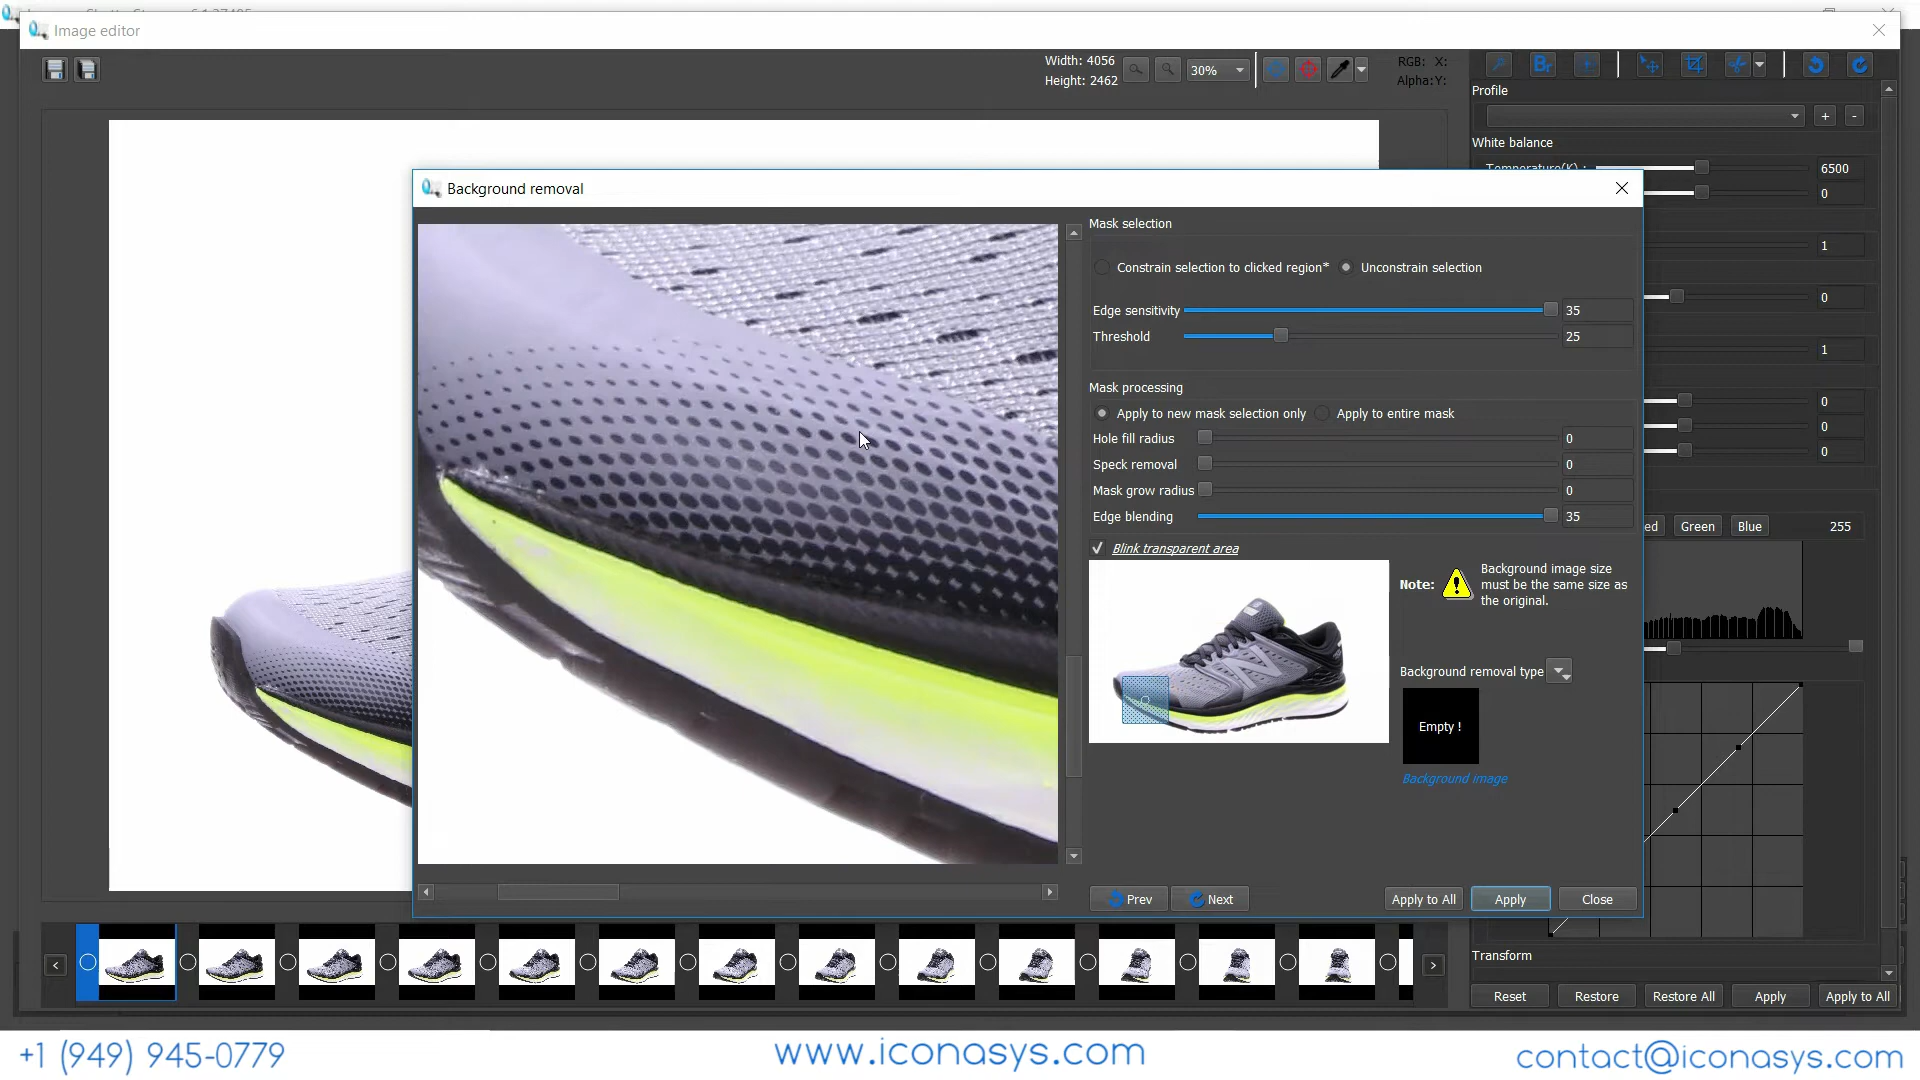 Image editor
Width: 4056
Height: 2462
30%
RGB: X:
Alpha:Y:
Br
Profile
+ -
White balance
Temperature(K) : 6500
0
Background removal
Mask selection
Constrain selection to clicked region* Unconstrain selection
1
Edge sensitivity 35
0
Threshold 25
1
Mask processing
Apply to new mask selection only Apply to entire mask
0
Hole fill radius 0
0
Speck removal 0
0
Mask grow radius 0
Edge blending 35
ed Green Blue 255
Blink transparent area
Note: Background image size
must be the same size as
the original.
Background removal type
Empty !
Background image
Prev Next Apply to All Apply Close
Transform
Reset Restore Restore All Apply Apply to All
+1 (949) 945-0779 www.iconasys.com contact@iconasys.com